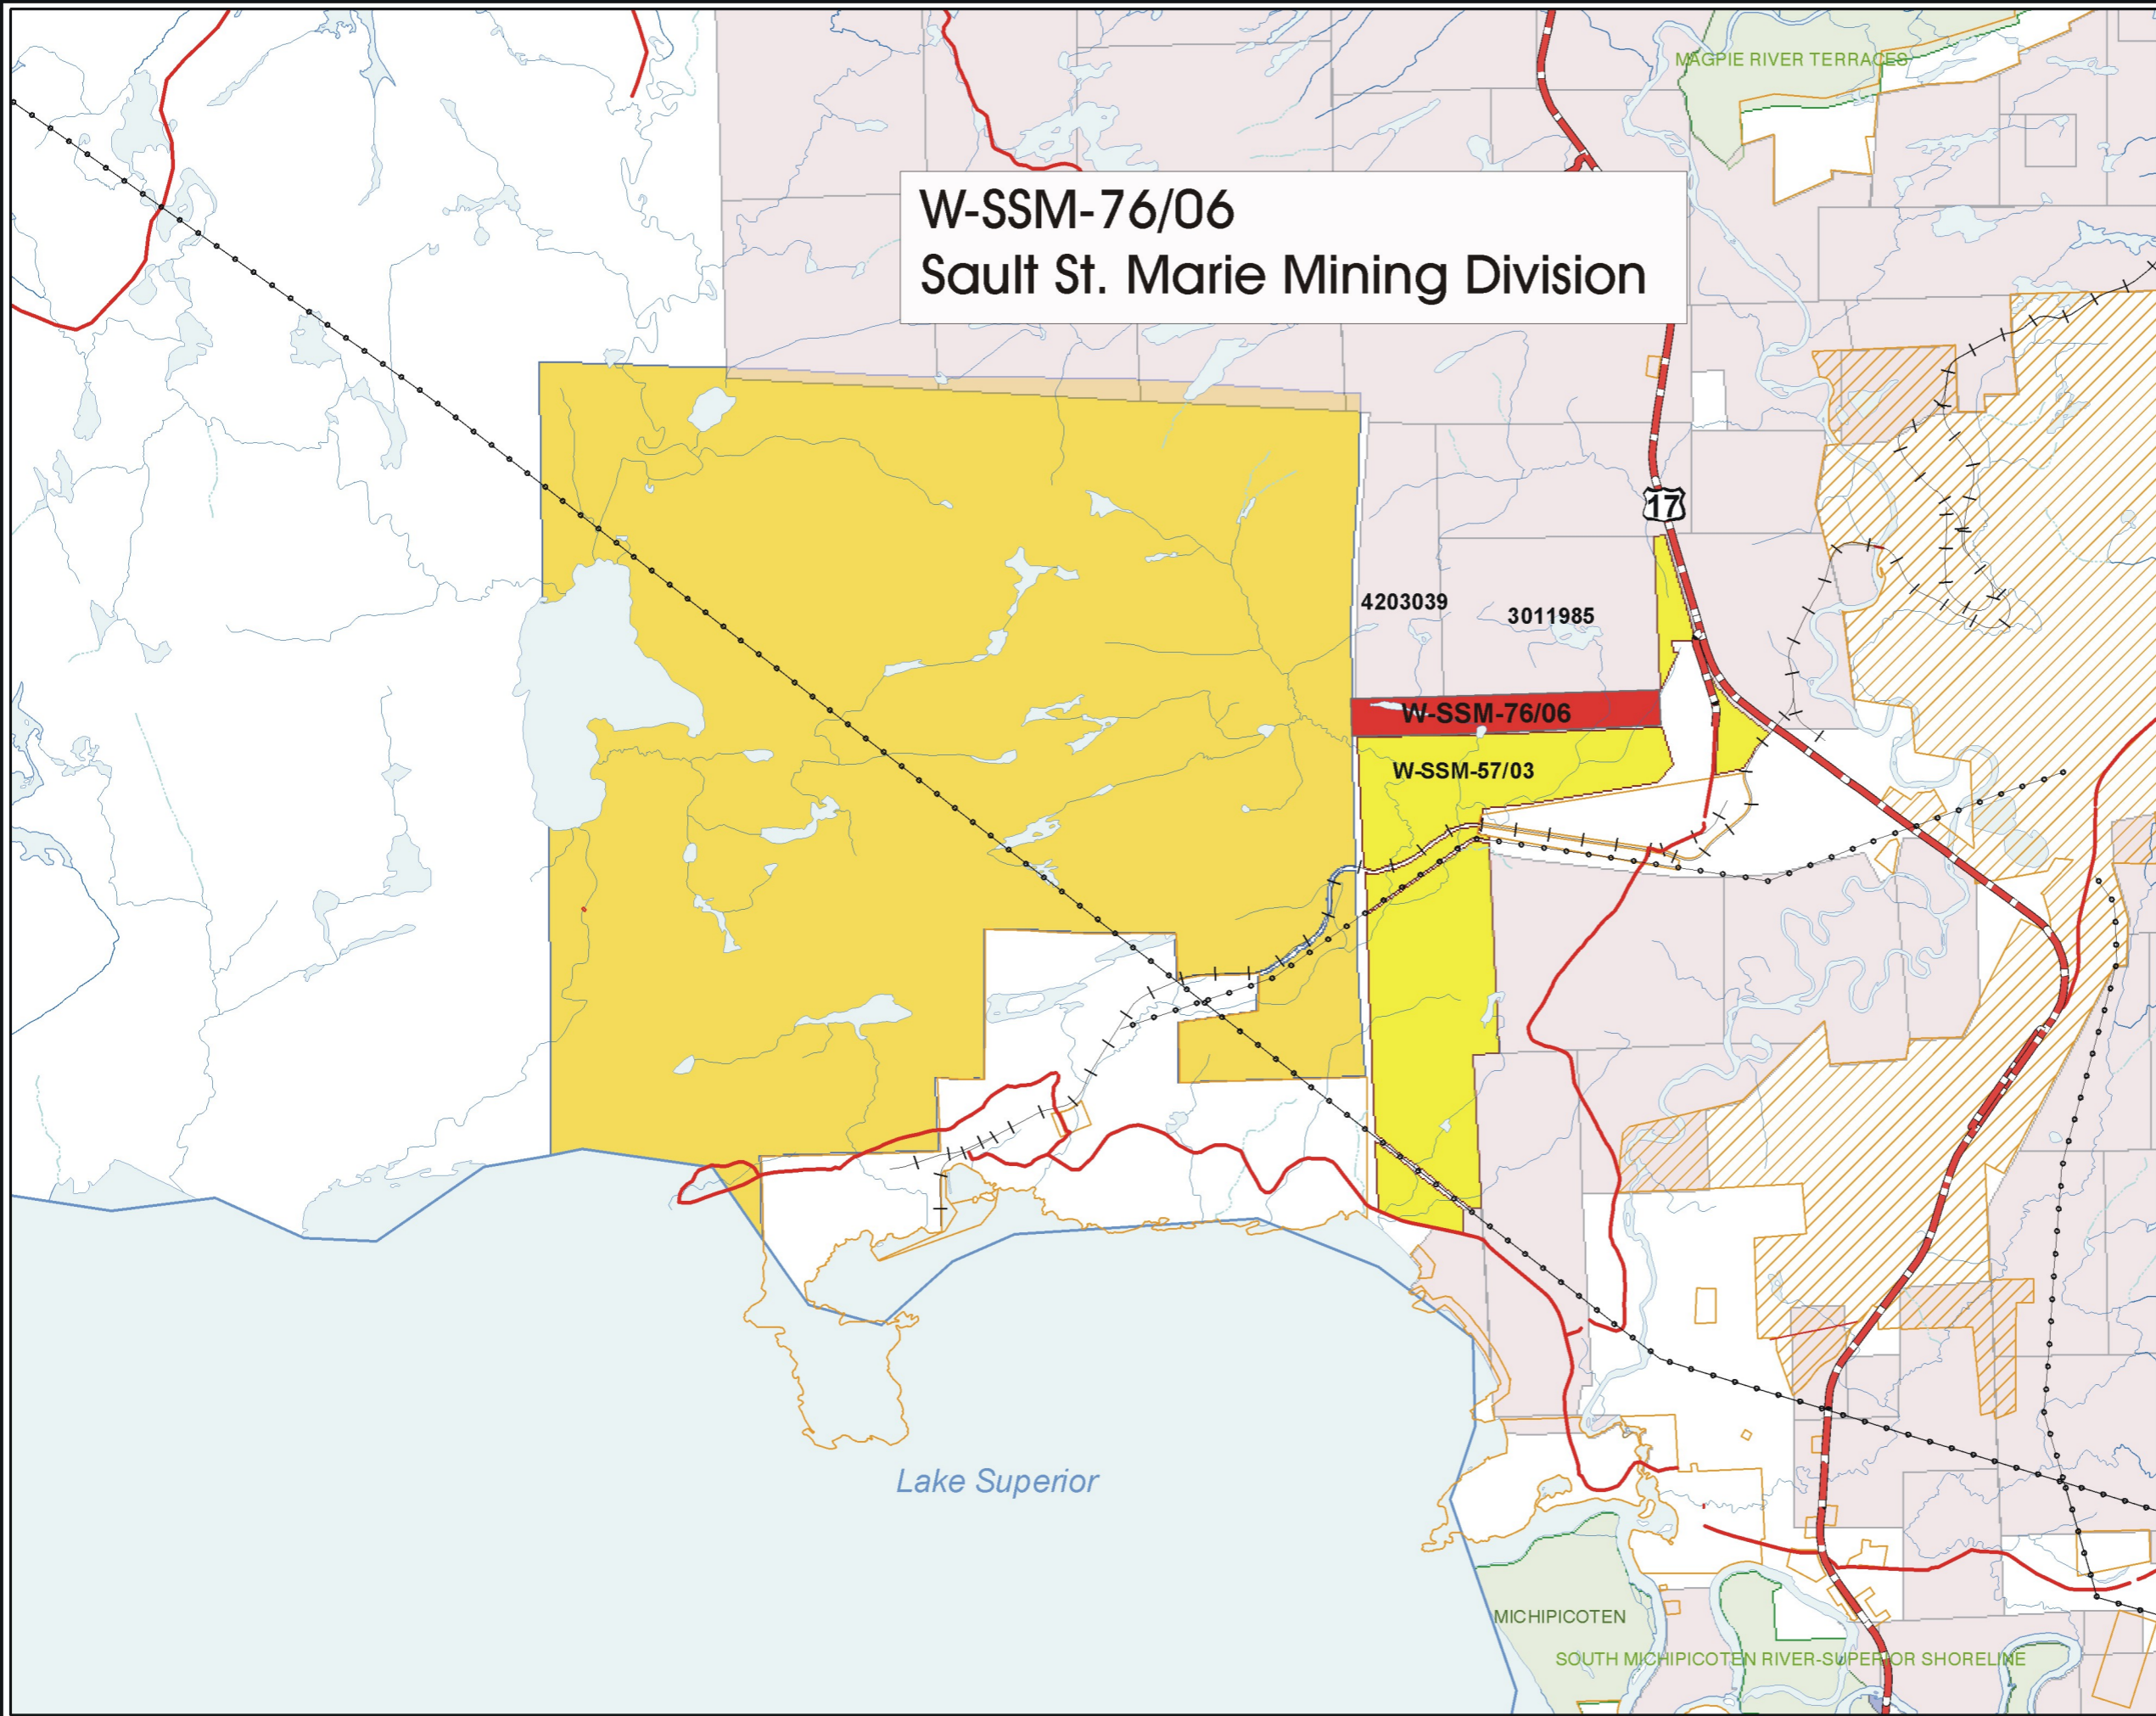 MAGPIE RIVER TERRACES
W-SSM-76/06
Sault St. Marie Mining Division
17
4203039
3011985
W-SSM-76/06
W-SSM-57/03
Lake Superior
MICHIPICOTEN
SOUTH MICHIPICOTEN RIVER-SUPERIOR SHORELINE